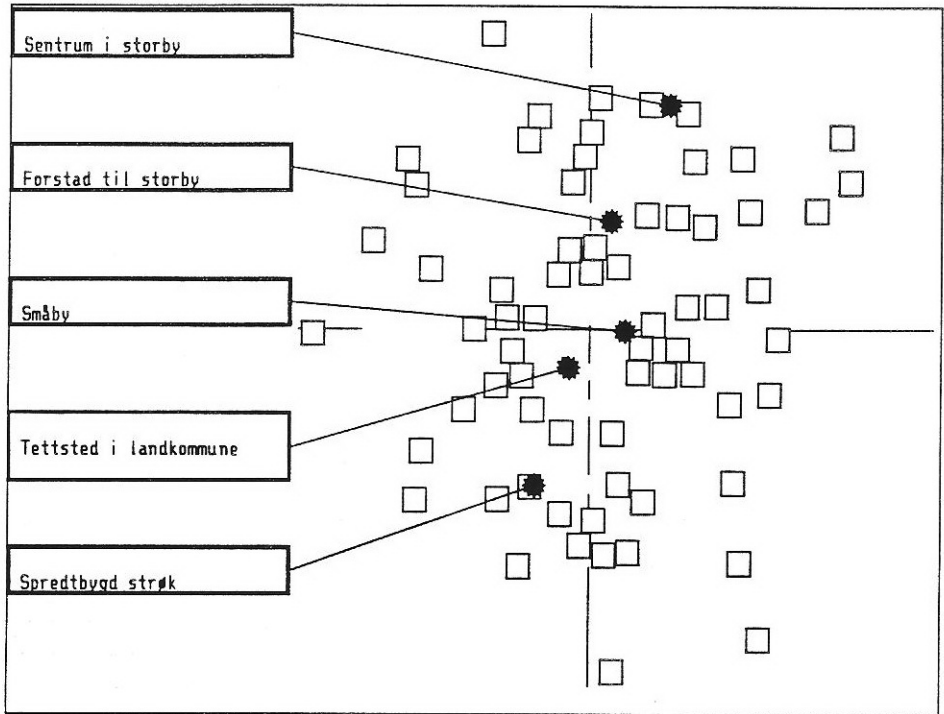 Sentrum i storby
Forstad til storby
Småby
Tettsted i landkommune
Spredtbygd strøk